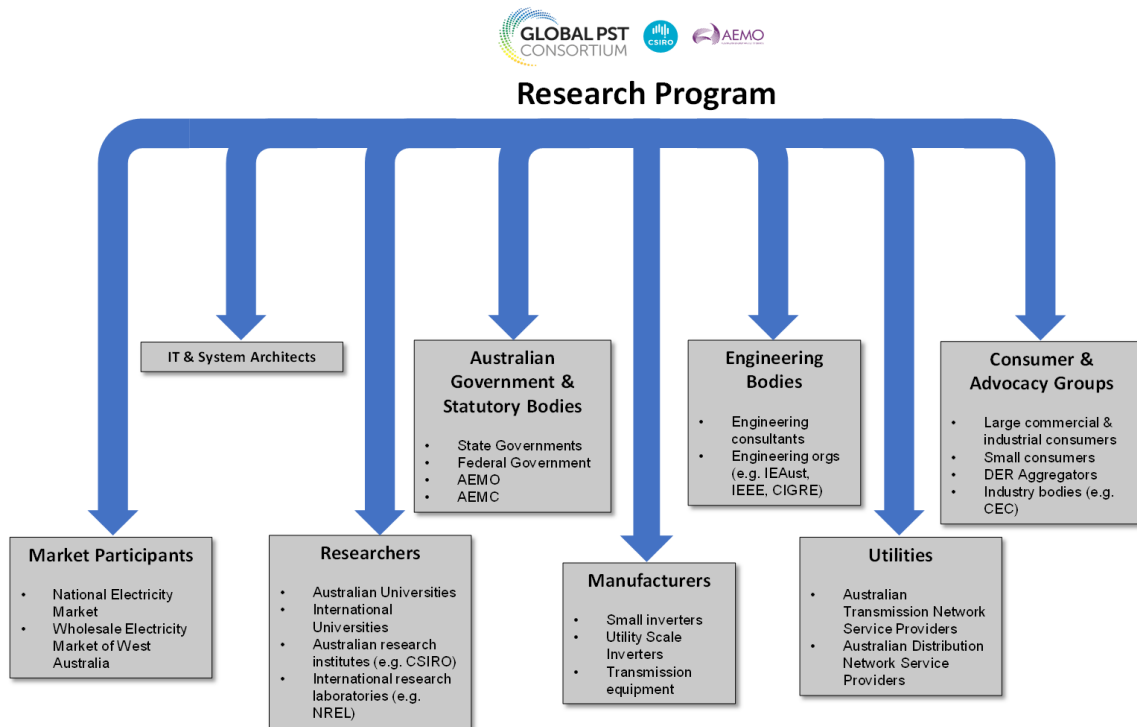 GLOBAL PST
CONSORTIUM
CSIRO
AEMO
Research Program
IT & System Architects
Australian
Government &
Statutory Bodies
• State Governments
• Federal Government
• AEMO
• AEMC
Engineering
Bodies
• Engineering
consultants
• Engineering orgs
(e.g. IEAust,
IEEE, CIGRE)
Consumer &
Advocacy Groups
• Large commercial &
industrial consumers
• Small consumers
• DER Aggregators
• Industry bodies (e.g.
CEC)
Market Participants
• National Electricity
Market
• Wholesale Electricity
Market of West
Australia
Researchers
• Australian Universities
• International
Universities
• Australian research
institutes (e.g. CSIRO)
• International research
laboratories (e.g.
NREL)
Manufacturers
• Small inverters
• Utility Scale
Inverters
• Transmission
equipment
Utilities
• Australian
Transmission Network
Service Providers
• Australian Distribution
Network Service
Providers